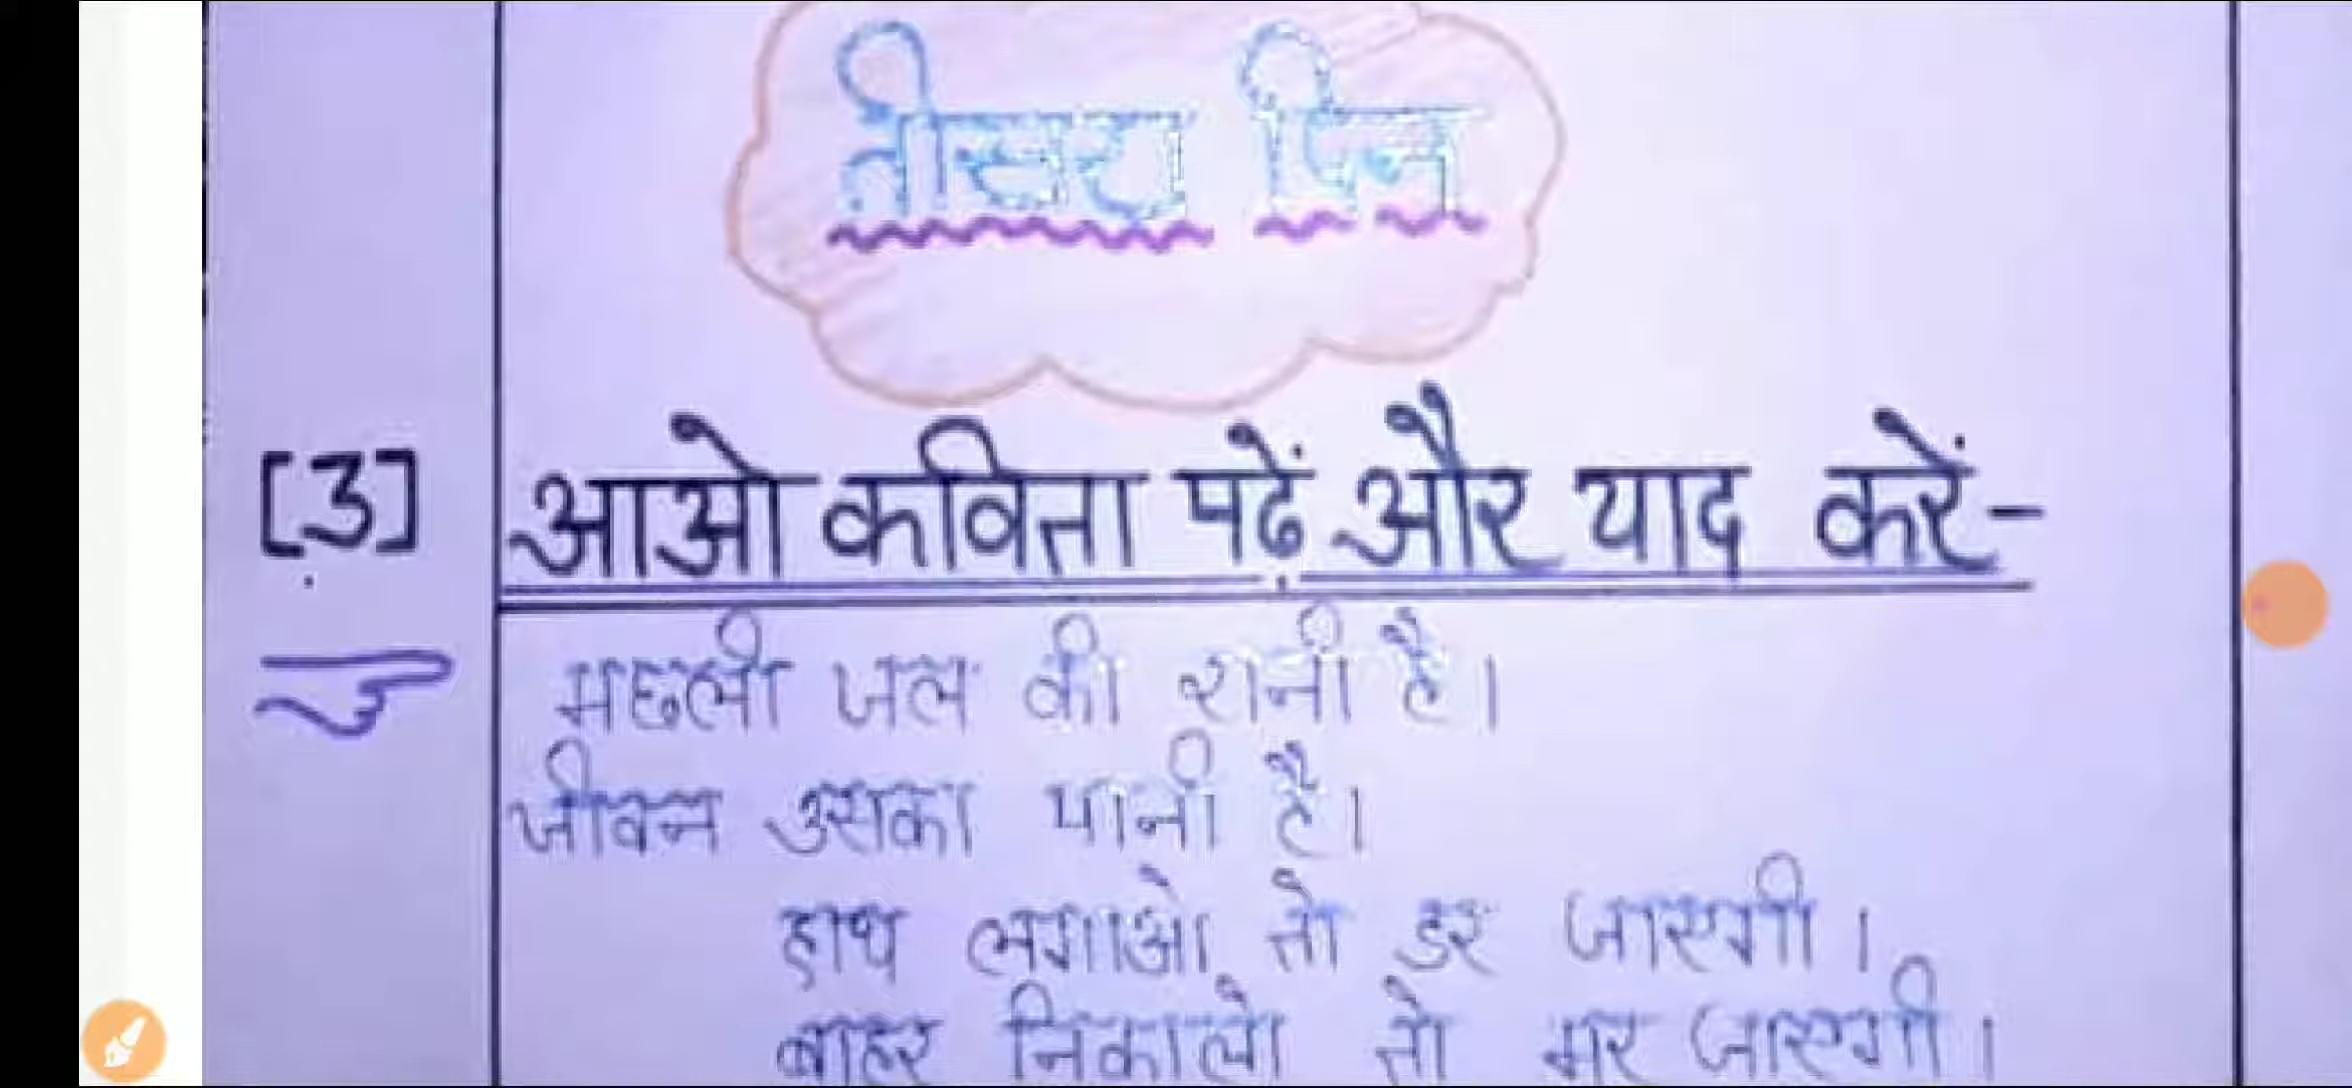 तीसरा दिन
[3] आओ कविता पढें और याद करें-
मछली जल की रानी है।
जीवन उसका पानी है।
हाथ लगाओ तो डर जाएगी।
बाहर निकालो तो मर जाएगी।